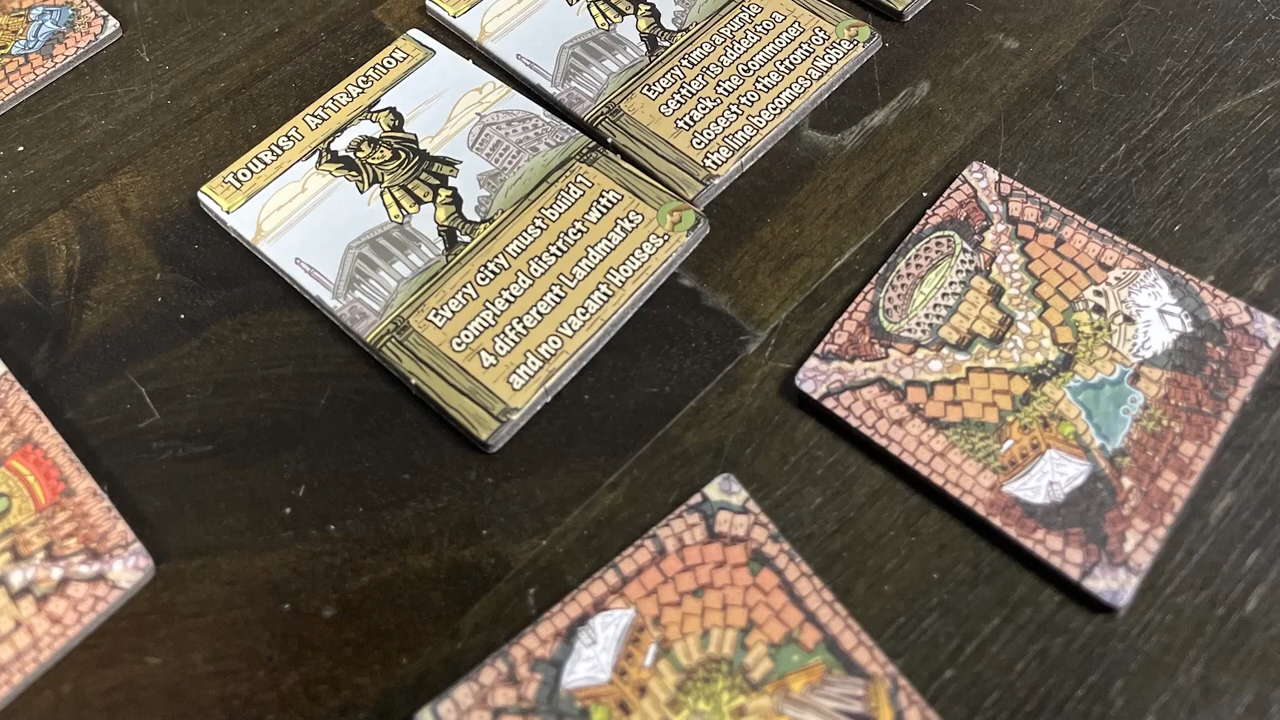 TOURIST ATTRACTION
Every city must build 1
completed district with
4 different Landmarks
and no vacant Houses.
Every time a purple
settler is added to a
track, the Commoner
closest to the front of
the line becomes a Noble.